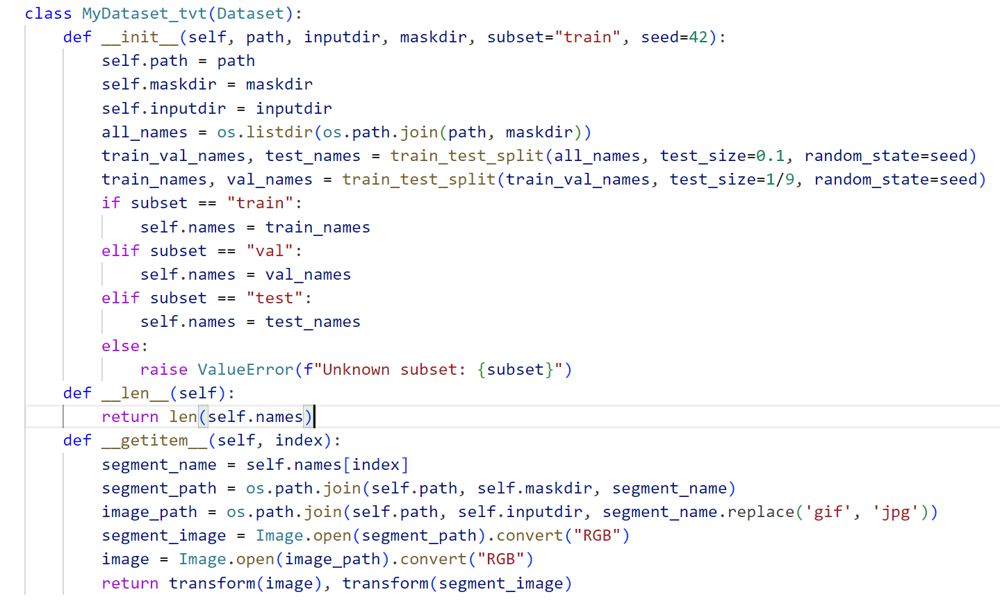 class MyDataset_tvt(Dataset):
    def __init__(self, path, inputdir, maskdir, subset="train", seed=42):
        self.path = path
        self.maskdir = maskdir
        self.inputdir = inputdir
        all_names = os.listdir(os.path.join(path, maskdir))
        train_val_names, test_names = train_test_split(all_names, test_size=0.1, random_state=seed)
        train_names, val_names = train_test_split(train_val_names, test_size=1/9, random_state=seed)
        if subset == "train":
            self.names = train_names
        elif subset == "val":
            self.names = val_names
        elif subset == "test":
            self.names = test_names
        else:
            raise ValueError(f"Unknown subset: {subset}")
    def __len__(self):
        return len(self.names)
    def __getitem__(self, index):
        segment_name = self.names[index]
        segment_path = os.path.join(self.path, self.maskdir, segment_name)
        image_path = os.path.join(self.path, self.inputdir, segment_name.replace('gif', 'jpg'))
        segment_image = Image.open(segment_path).convert("RGB")
        image = Image.open(image_path).convert("RGB")
        return transform(image), transform(segment_image)